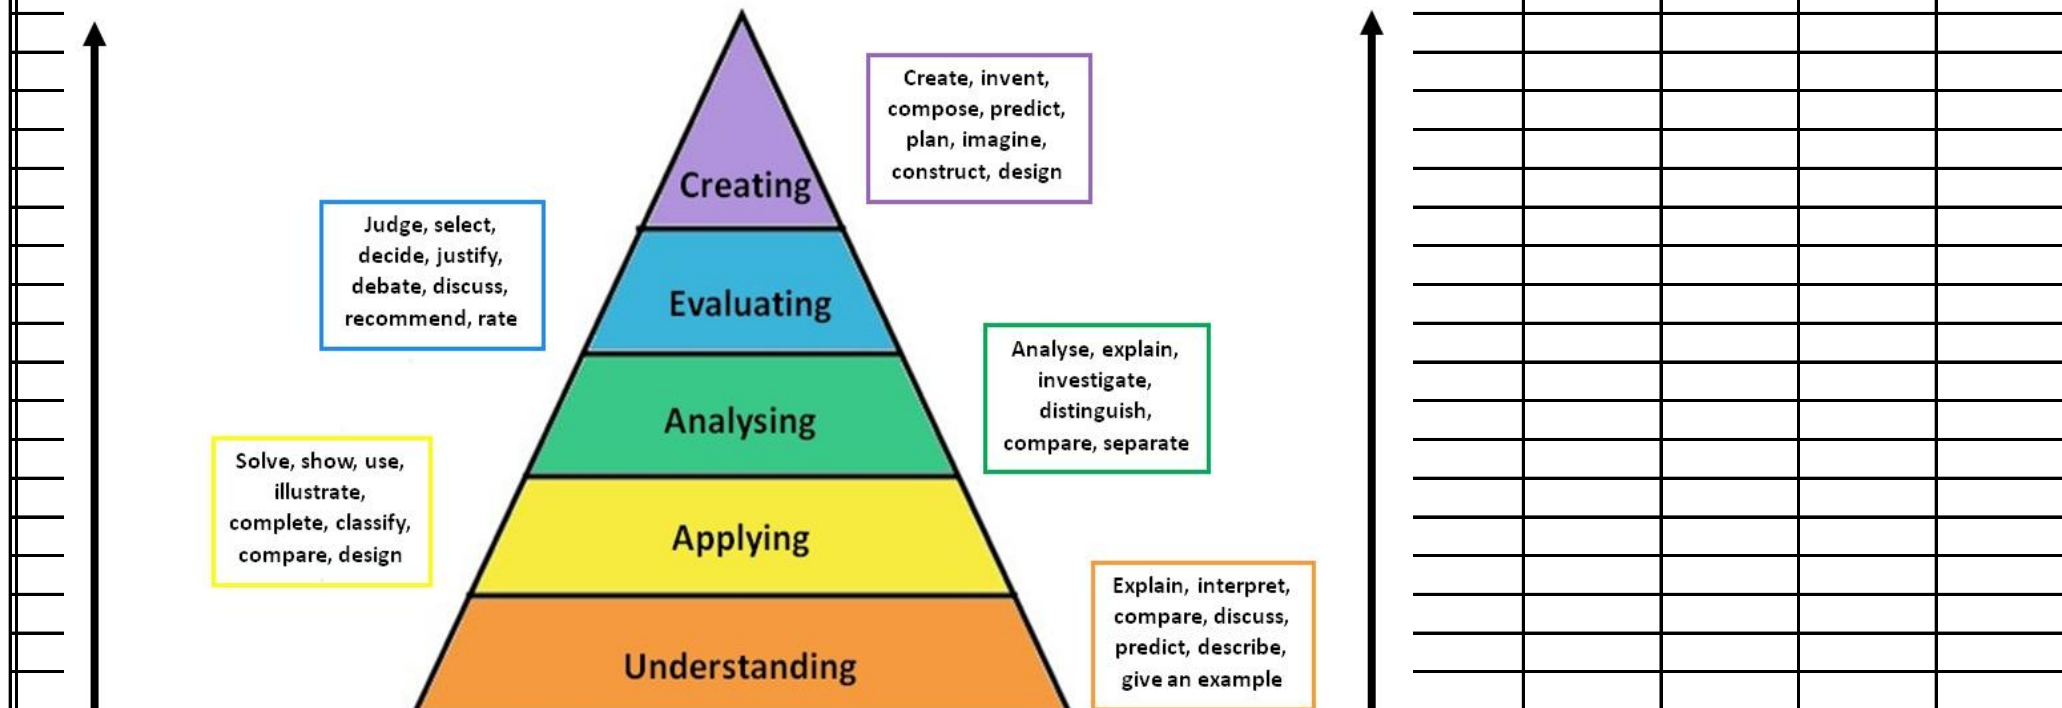 Create, invent,
compose, predict,
plan, imagine,
construct, design
Creating
Judge, select,
decide, justify,
debate, discuss,
recommend, rate
Evaluating
Analyse, explain,
investigate,
distinguish,
compare, separate
Analysing
Solve, show, use,
illustrate,
complete, classify,
compare, design
Applying
Explain, interpret,
compare, discuss,
predict, describe,
give an example
Understanding